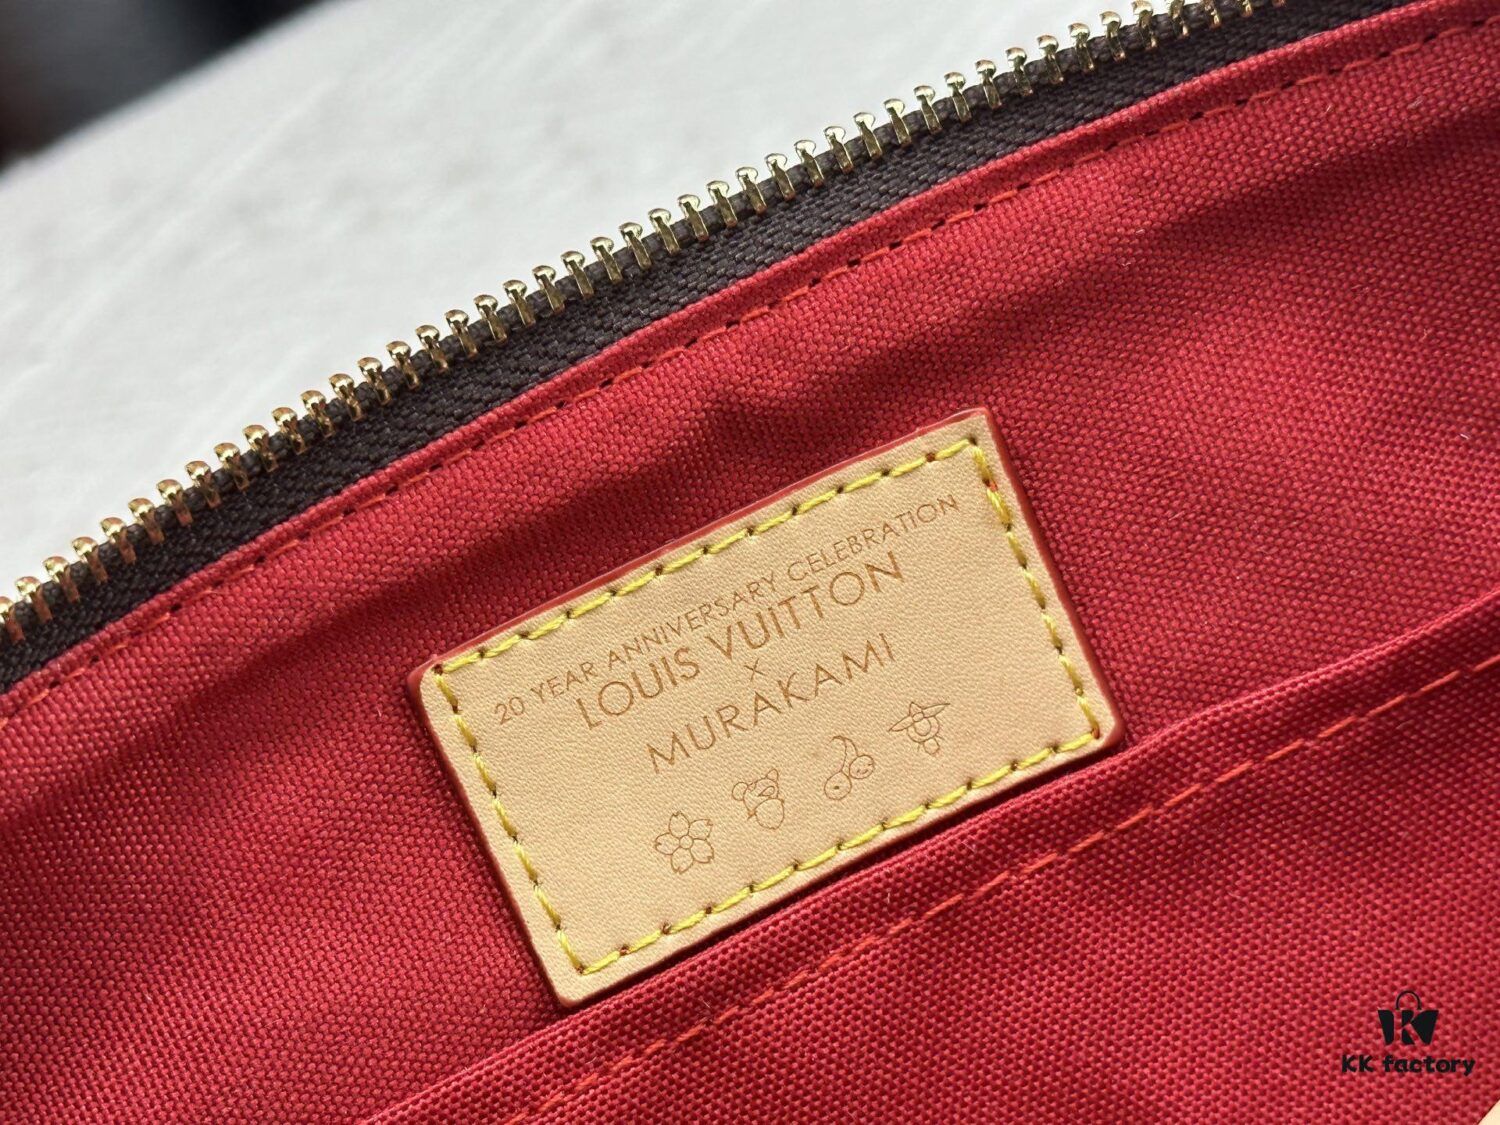 20 YEAR ANNIVERSARY CELEBRATION
LOUIS VUITTON
×
MURAKAMI
KK factory